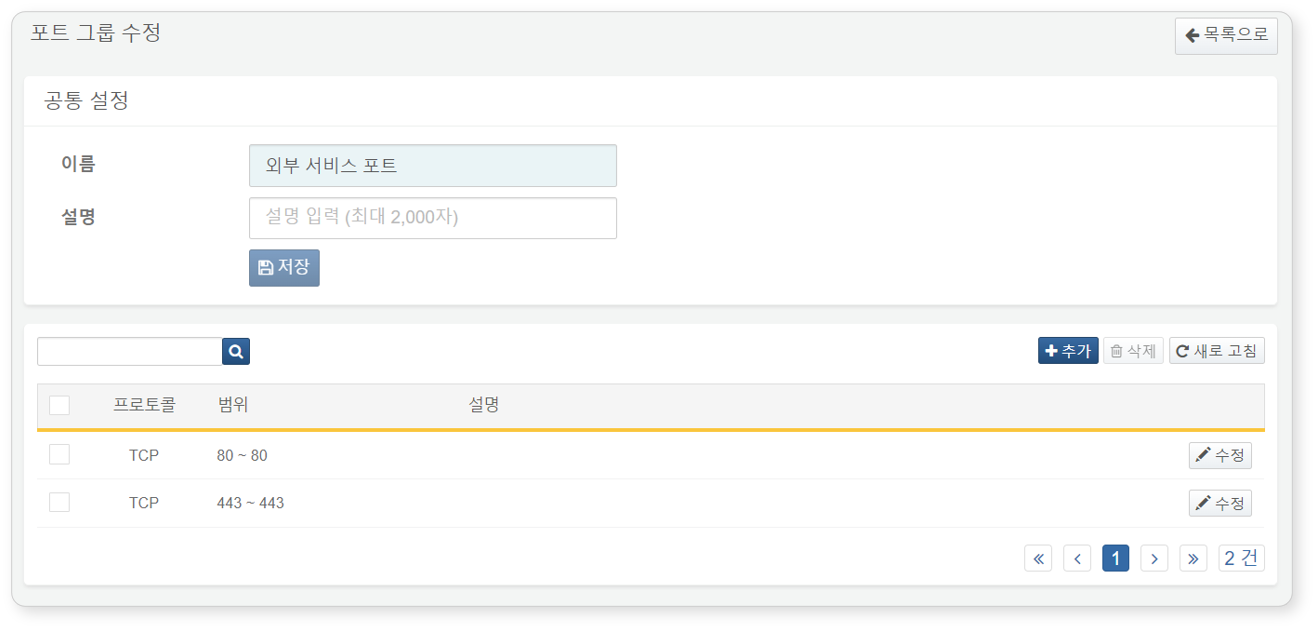 포트 그룹 수정
목록으로
공통 설정
이름
외부 서비스 포트
설명
설명 입력 (최대 2,000자)
저장
추가 삭제 새로 고침
프로토콜 범위 설명
TCP 80 ~ 80 수정
TCP 443 ~ 443 수정
« ‹ 1 › » 2 건